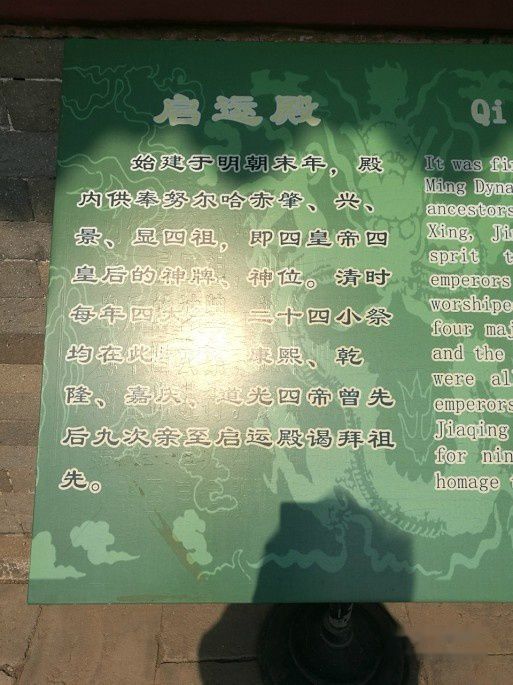 启运殿
始建于明朝末年，殿
内供奉努尔哈赤肇、兴、
景、显四祖，即四皇帝四
皇后的神牌、神位。清时
每年四大 二十四小祭
均在此 康熙、乾
隆、嘉庆、道光四帝曾先
后九次亲至启运殿谒拜祖
先。
Qi
It was fi
Ming Dyna
ancestors
Xing, Ji
sprit t
emperors
worshipe
four maj
and the
were al
emperors
Jiaqing
for nin
homage